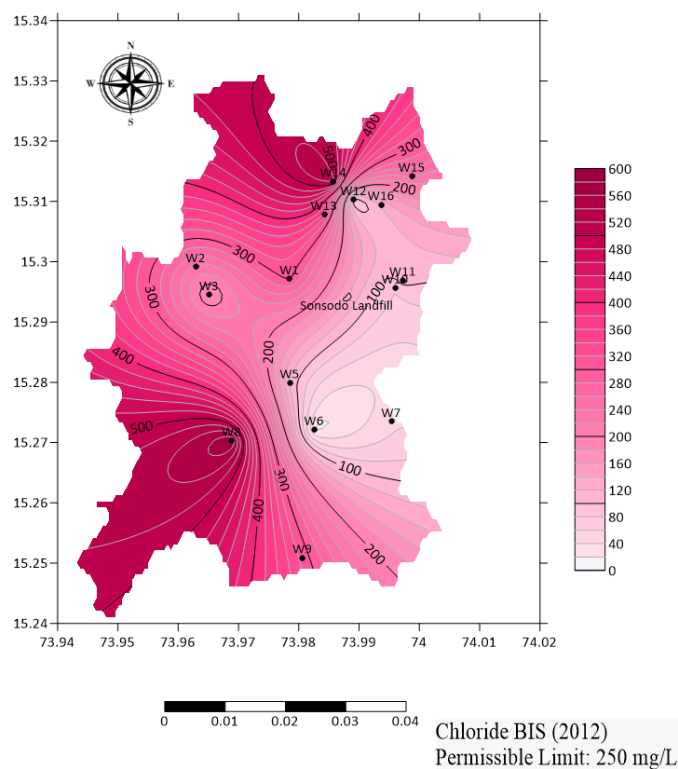 15.34
15.33
15.32
15.31
15.3
15.29
15.28
15.27
15.26
15.25
15.24
73.94 73.95 73.96 73.97 73.98 73.99 74 74.01 74.02
N
W E
S
400
500
300
W14
W15
200
W12
W16
W13
300
W2
W1
W11
W3
100
300
Sonsodo Landfill
200
400
W5
W6
W7
500
W8
100
300
400
200
W9
600
560
520
480
440
400
360
320
280
240
200
160
120
80
40
0
0 0.01 0.02 0.03 0.04
Chloride BIS (2012)
Permissible Limit: 250 mg/L